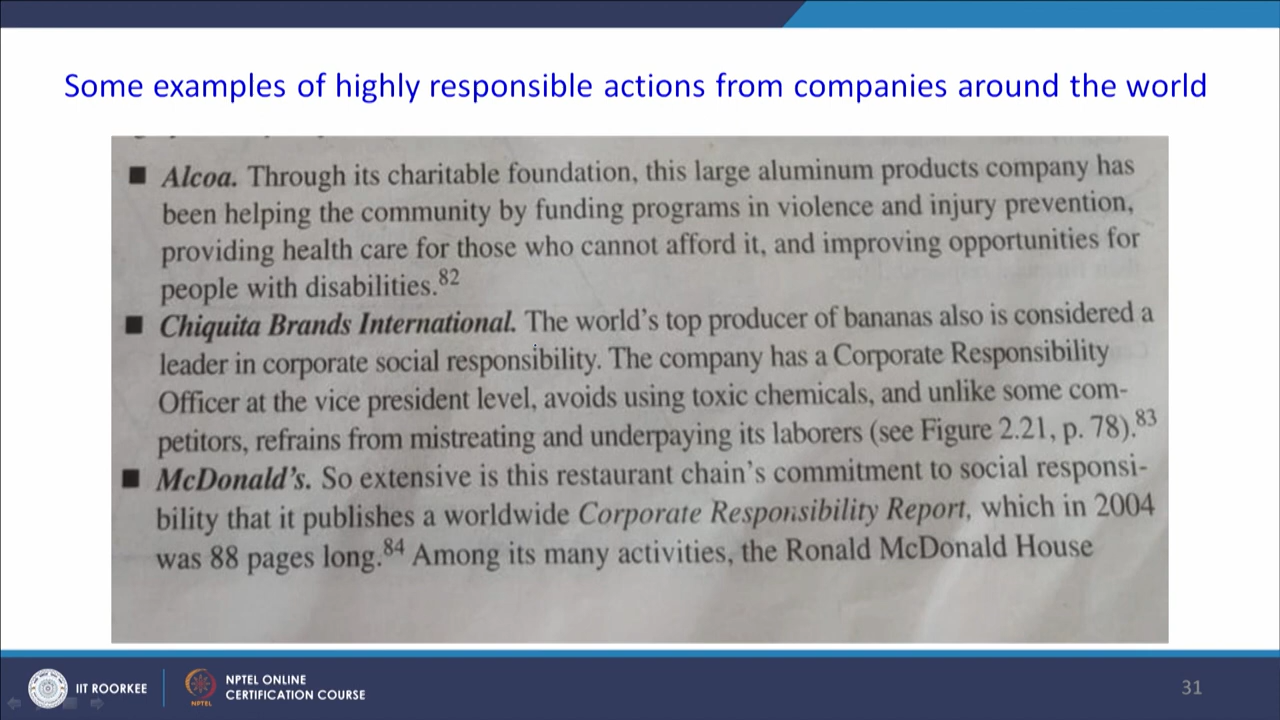 Some examples of highly responsible actions from companies around the world
■ Alcoa. Through its charitable foundation, this large aluminum products company has
been helping the community by funding programs in violence and injury prevention,
providing health care for those who cannot afford it, and improving opportunities for
people with disabilities.82
■ Chiquita Brands International. The world's top producer of bananas also is considered a
leader in corporate social responsibility. The company has a Corporate Responsibility
Officer at the vice president level, avoids using toxic chemicals, and unlike some com-
petitors, refrains from mistreating and underpaying its laborers (see Figure 2.21, p. 78).83
■ McDonald's. So extensive is this restaurant chain's commitment to social responsi-
bility that it publishes a worldwide Corporate Responsibility Report, which in 2004
was 88 pages long.84 Among its many activities, the Ronald McDonald House
IIT ROORKEE
NPTEL
NPTEL ONLINE
CERTIFICATION COURSE
31